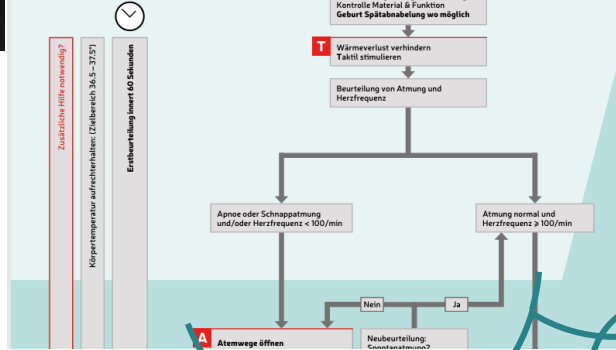 Kontrolle Material & Funktion
Geburt Spätabnabelung wo möglich
T
Wärmeverlust verhindern
Taktil stimulieren
Beurteilung von Atmung und
Herzfrequenz
Zusätzliche Hilfe notwendig?
Körpertemperatur aufrechterhalten: (Zielbereich 36.5 – 37.5°)
Erstbeurteilung innert 60 Sekunden
Apnoe oder Schnappatmung
und/oder Herzfrequenz < 100/min
Atmung normal und
Herzfrequenz ⩾ 100/min
Nein
Ja
A
Atemwege öffnen
Neubeurteilung:
Spontanatmung?